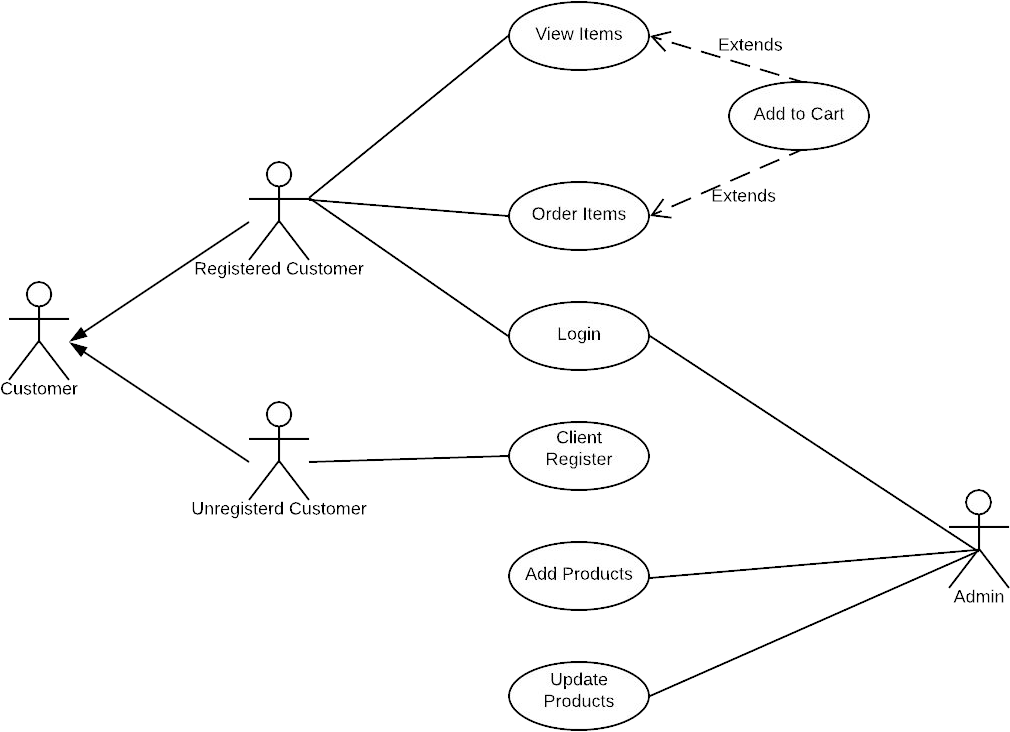 View Items
Extends
Add to Cart
Extends
Order Items
Registered Customer
Login
Customer
Client
Register
Unregisterd Customer
Add Products
Admin
Update
Products